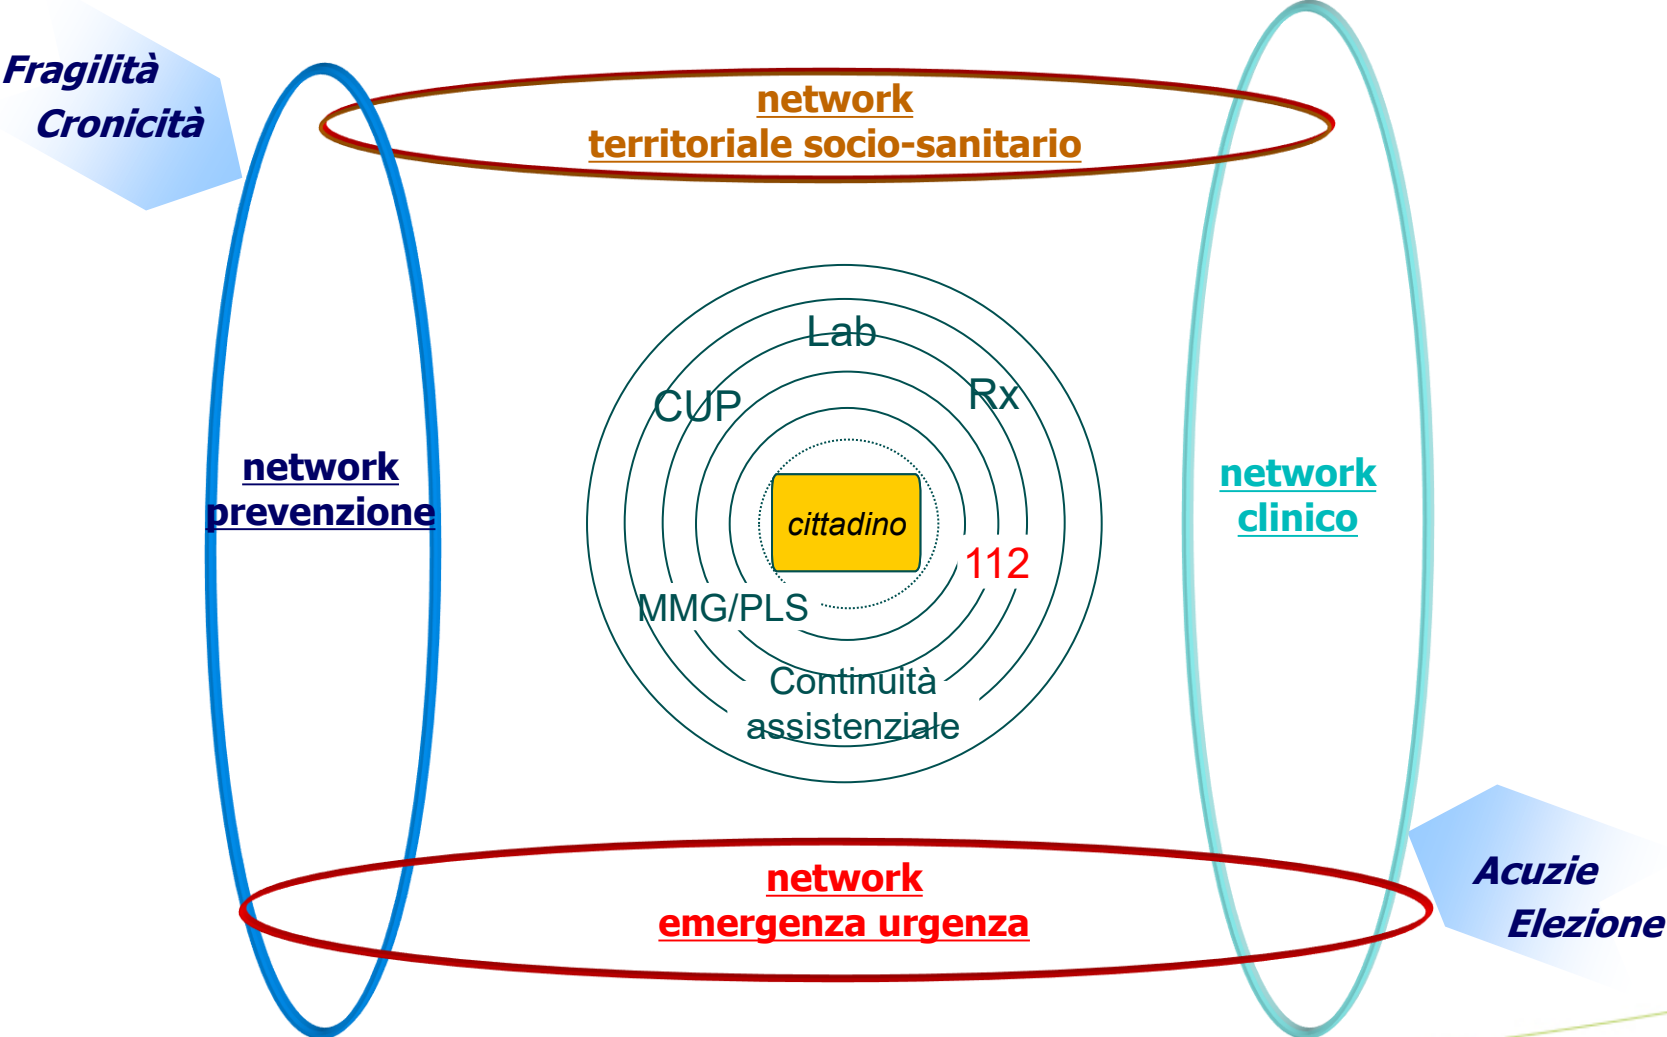 Fragilità
Cronicità
network
territoriale socio-sanitario
Lab
Rx
CUP
network
prevenzione
cittadino
network
clinico
112
MMG/PLS
Continuità
assistenziale
network
emergenza urgenza
Acuzie
Elezione